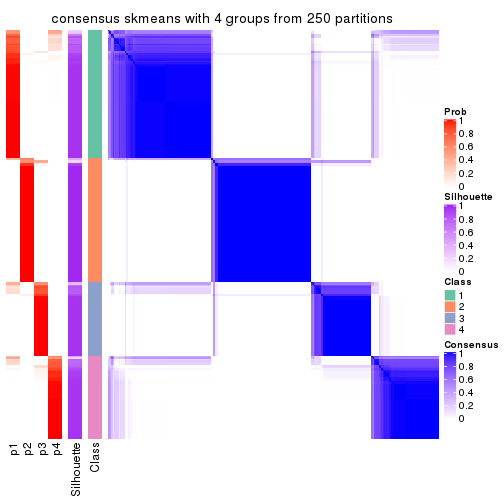 consensus skmeans with 4 groups from 250 partitions
Prob
1
0.8
0.6
0.4
0.2
0
Silhouette
1
0.8
0.6
0.4
0.2
0
Class
1
2
3
4
Consensus
1
0.8
0.6
0.4
0.2
0
p1
p2
p3
p4
Silhouette
Class